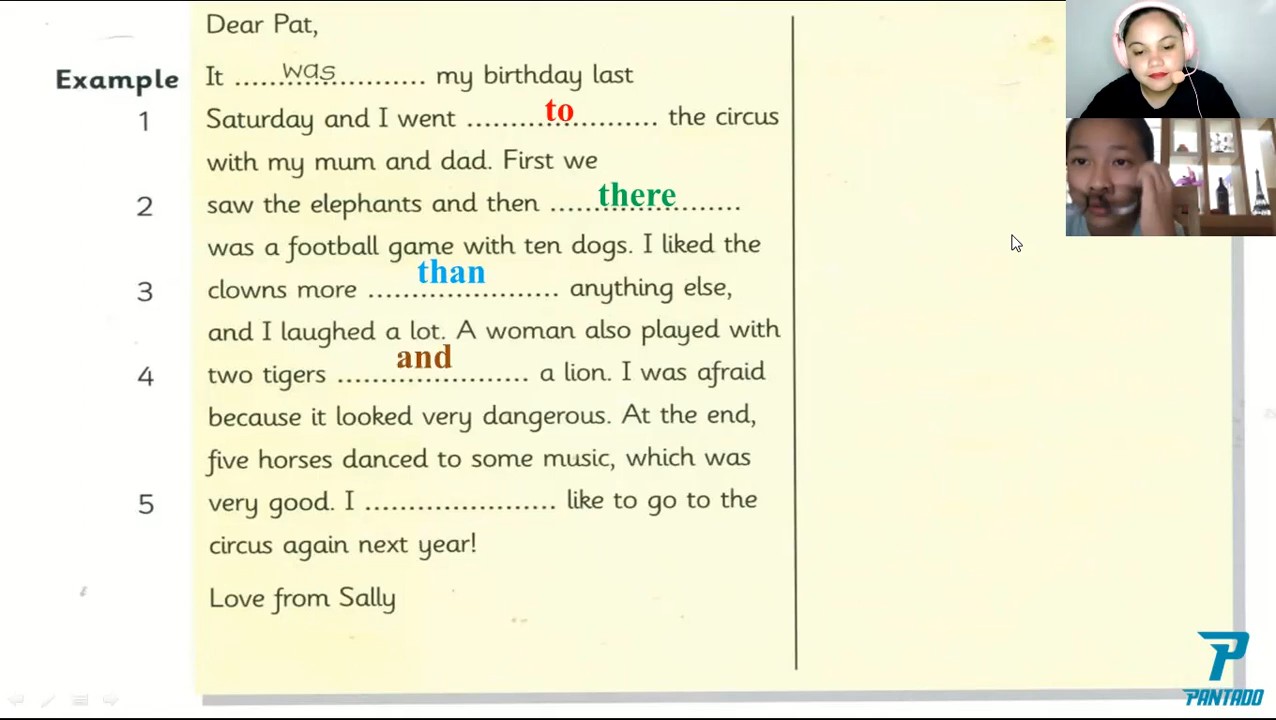 Dear Pat,
Example It ........ was ........ my birthday last
1 Saturday and I went ........ to ........ the circus
with my mum and dad. First we
2 saw the elephants and then ........ there ........
was a football game with ten dogs. I liked the
3 clowns more ........ than ........ anything else,
and I laughed a lot. A woman also played with
4 two tigers ........ and ........ a lion. I was afraid
because it looked very dangerous. At the end,
five horses danced to some music, which was
5 very good. I ........................ like to go to the
circus again next year!
Love from Sally
PANTADO